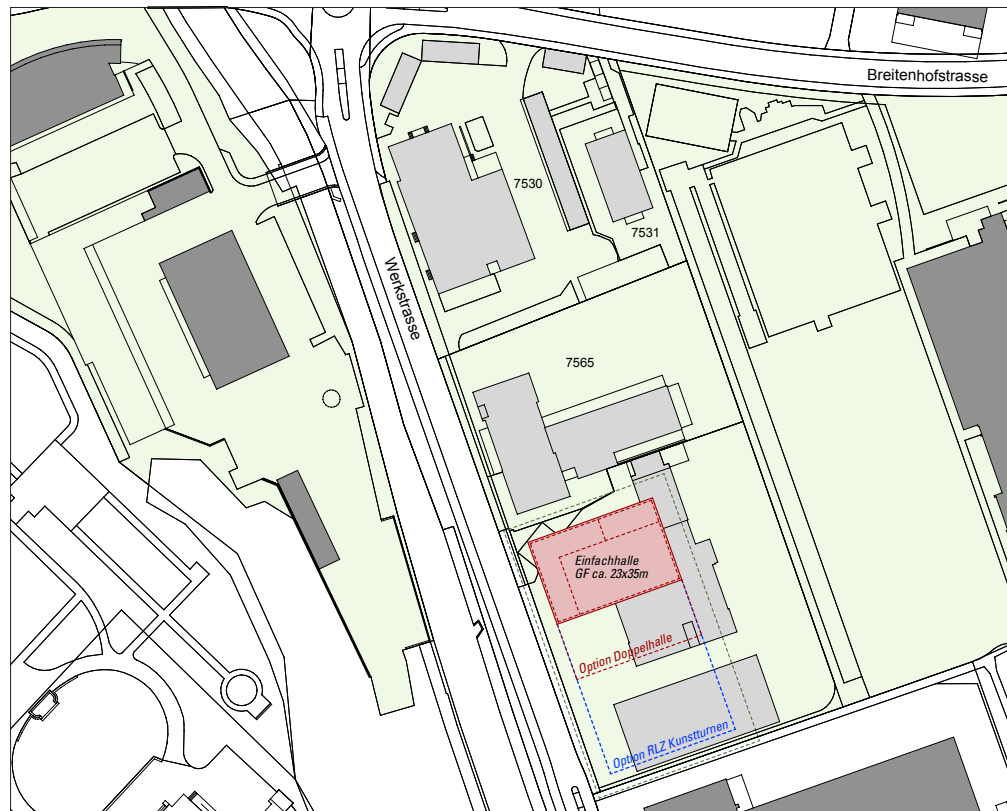 Breitenhofstrasse
7530
7531
Werkstrasse
7565
Einfachhalle
GF ca. 23x35m
Option Doppelhalle
Option RLZ Kunstturnen